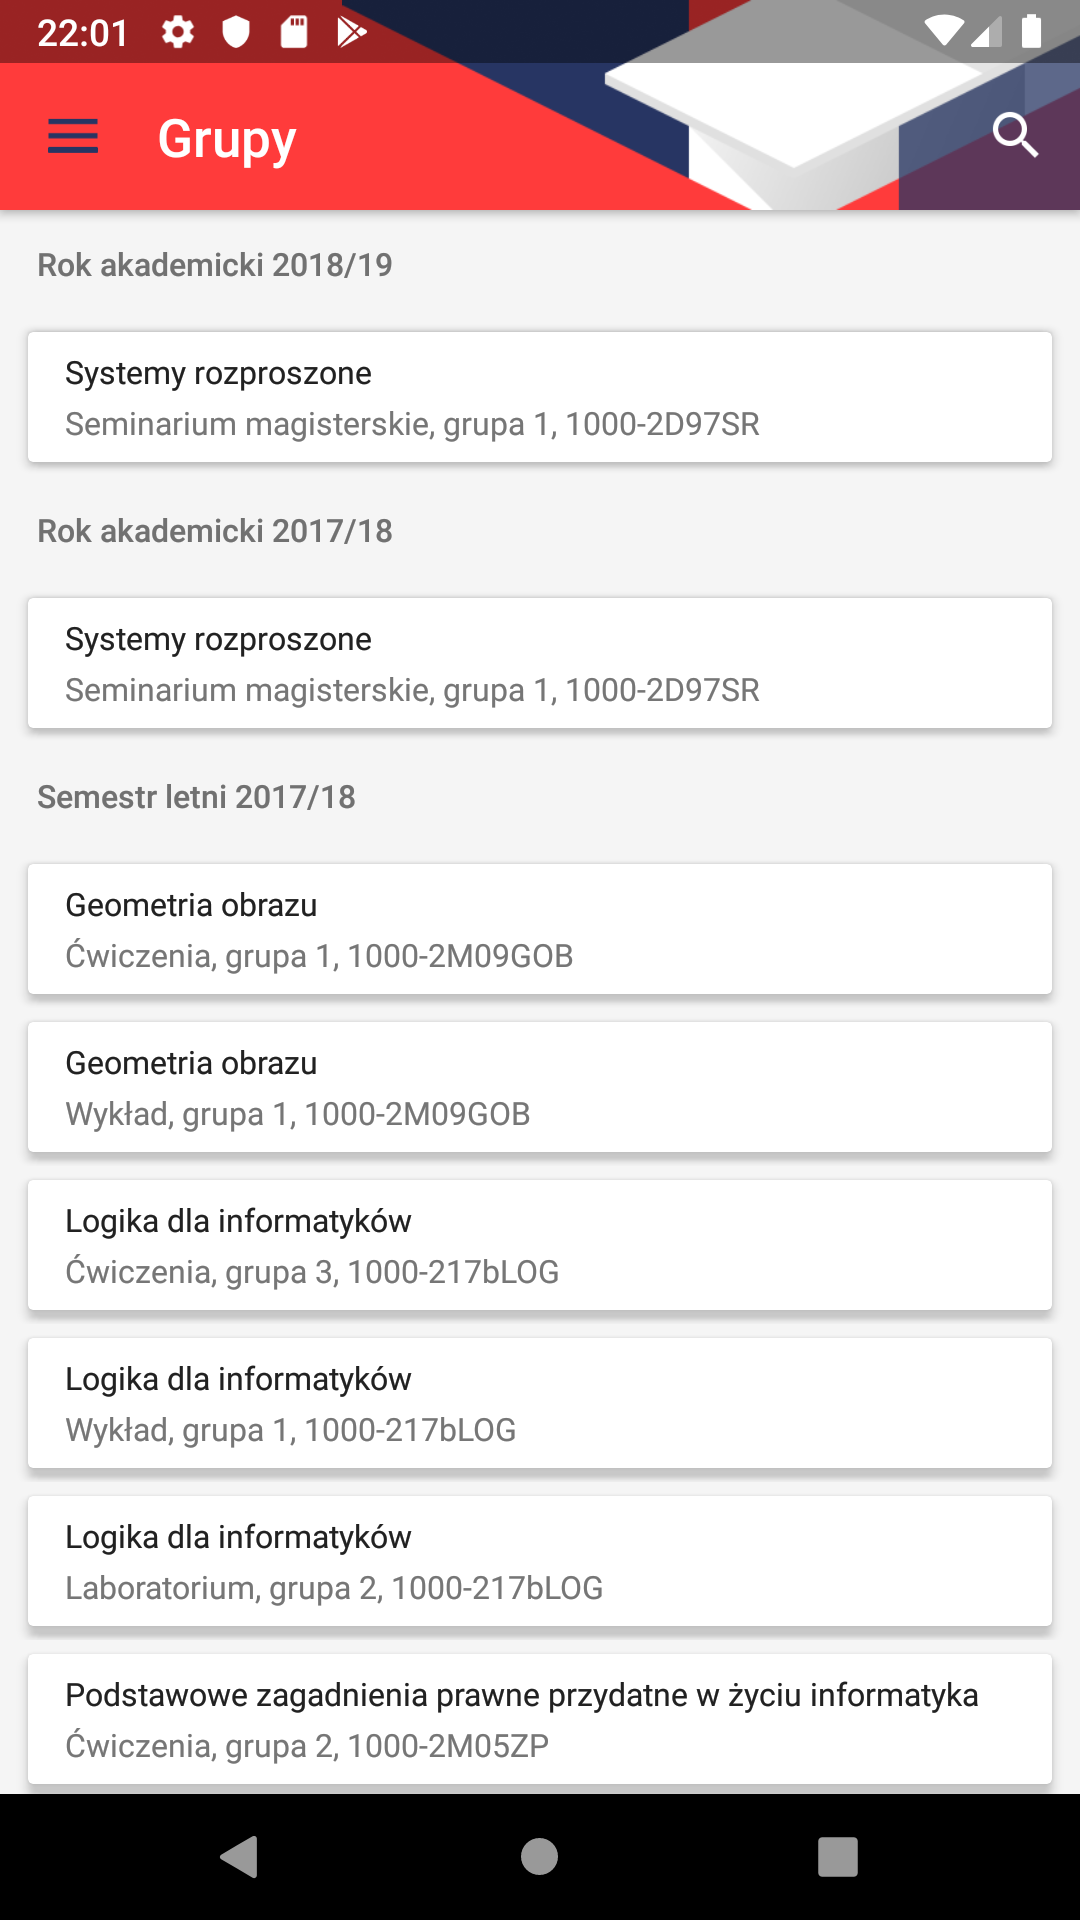 22:01
Grupy
Rok akademicki 2018/19
Systemy rozproszone
Seminarium magisterskie, grupa 1, 1000-2D97SR
Rok akademicki 2017/18
Systemy rozproszone
Seminarium magisterskie, grupa 1, 1000-2D97SR
Semestr letni 2017/18
Geometria obrazu
Ćwiczenia, grupa 1, 1000-2M09GOB
Geometria obrazu
Wykład, grupa 1, 1000-2M09GOB
Logika dla informatyków
Ćwiczenia, grupa 3, 1000-217bLOG
Logika dla informatyków
Wykład, grupa 1, 1000-217bLOG
Logika dla informatyków
Laboratorium, grupa 2, 1000-217bLOG
Podstawowe zagadnienia prawne przydatne w życiu informatyka
Ćwiczenia, grupa 2, 1000-2M05ZP